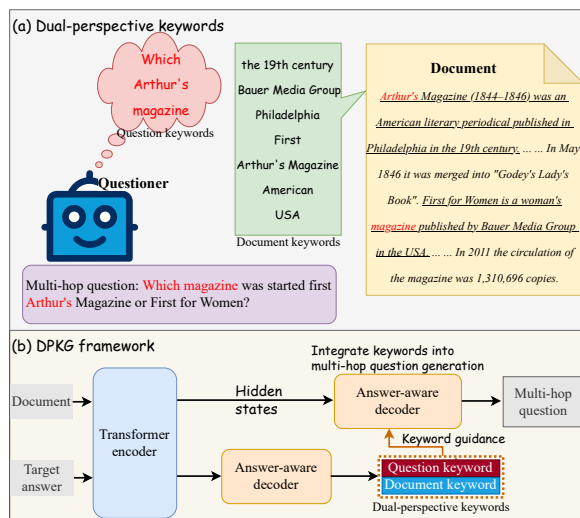 (a) Dual-perspective keywords
Which
Arthur's
magazine
Question keywords
Questioner
the 19th century
Bauer Media Group
Philadelphia
First
Arthur's Magazine
American
USA
Document keywords
Document
Arthur's Magazine (1844–1846) was an
American literary periodical published in
Philadelphia in the 19th century. ... ... In May
1846 it was merged into "Godey's Lady's
Book". First for Women is a woman's
magazine published by Bauer Media Group
in the USA. ... ... In 2011 the circulation of
the magazine was 1,310,696 copies.
Multi-hop question: Which magazine was started first
Arthur's Magazine or First for Women?
(b) DPKG framework
Document
Target
answer
Transformer
encoder
Hidden
states
Answer-aware
decoder
Integrate keywords into
multi-hop question generation
Answer-aware
decoder
Keyword guidance
Question keyword
Document keyword
Dual-perspective keywords
Multi-hop
question